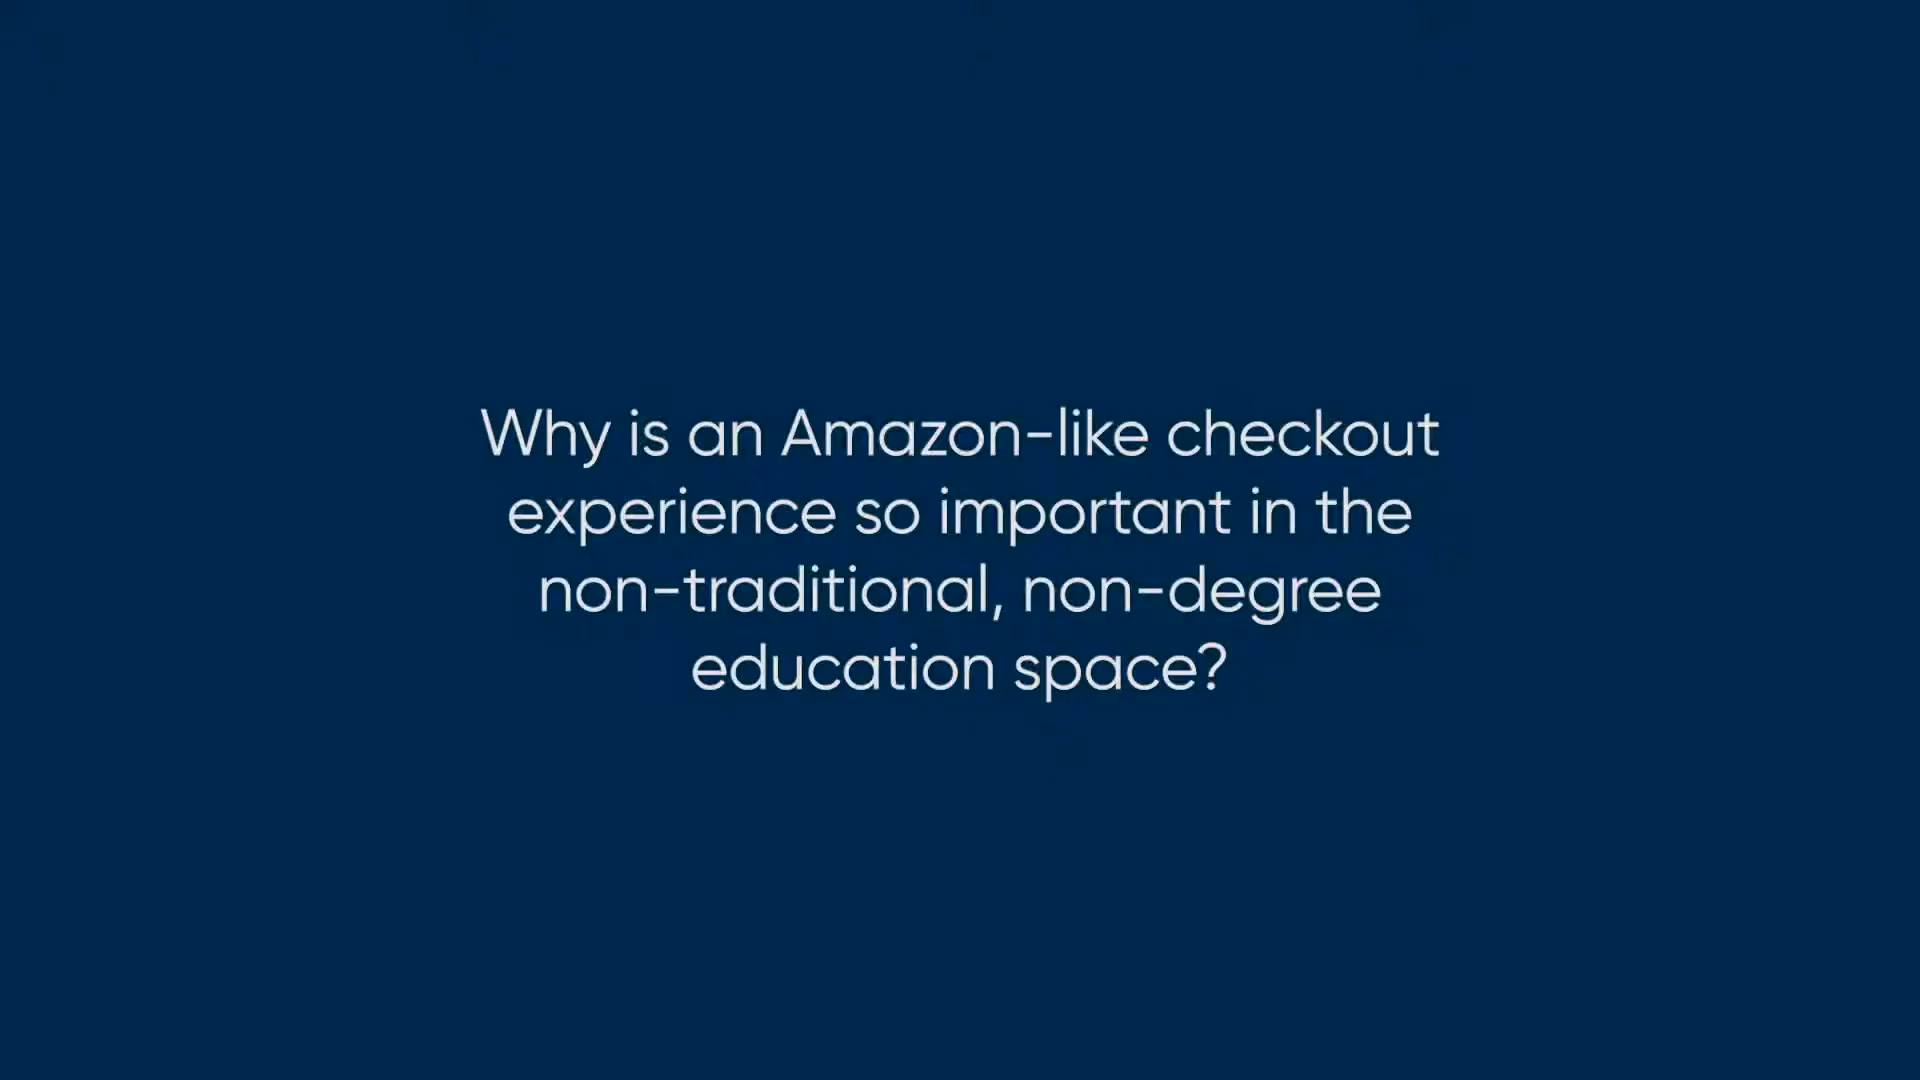 Why is an Amazon-like checkout
experience so important in the
non-traditional, non-degree
education space?